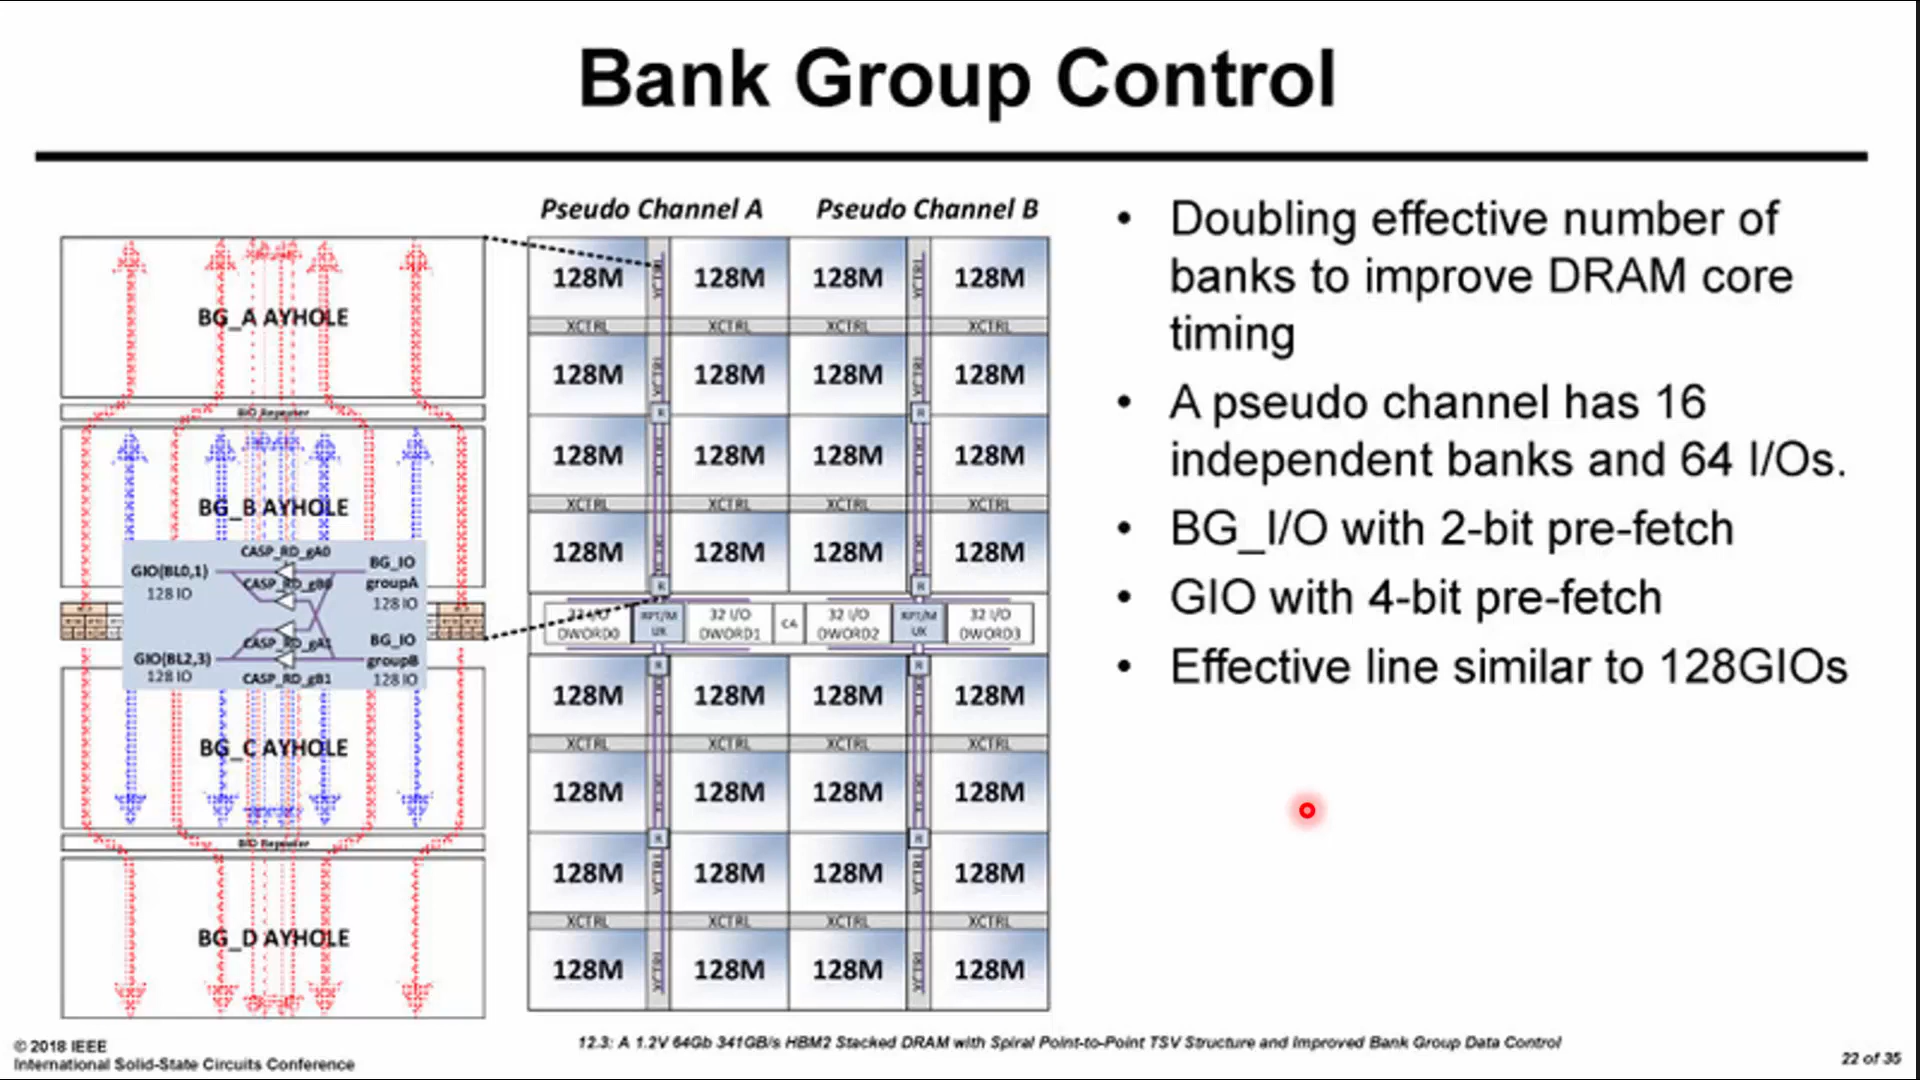 Bank Group Control
Pseudo Channel A
Pseudo Channel B
BG_A AYHOLE
BIO Repeater
BG_B AYHOLE
CASP_RD_gA0
GIO(BL0,1)
BG_IO
CASP_RD_gB0
groupA
128 IO
128 IO
CASP_RD_gA1
BG_IO
GIO(BL2,3)
groupB
128 IO
CASP_RD_gB1
128 IO
BG_C AYHOLE
BIO Repeater
BG_D AYHOLE
128M 128M 128M 128M
XCTRL XCTRL XCTRL XCTRL
128M 128M 128M 128M
R R
128M 128M 128M 128M
XCTRL XCTRL XCTRL XCTRL
128M 128M 128M 128M
R R
32 I/O RPT/M 32 I/O CA 32 I/O RPT/M 32 I/O
DWORD0 UX DWORD1 DWORD2 UX DWORD3
R R
128M 128M 128M 128M
XCTRL XCTRL XCTRL XCTRL
128M 128M 128M 128M
R R
128M 128M 128M 128M
XCTRL XCTRL XCTRL XCTRL
128M 128M 128M 128M
• Doubling effective number of
banks to improve DRAM core
timing
• A pseudo channel has 16
independent banks and 64 I/Os.
• BG_I/O with 2-bit pre-fetch
• GIO with 4-bit pre-fetch
• Effective line similar to 128GIOs
© 2018 IEEE
International Solid-State Circuits Conference
12.3: A 1.2V 64Gb 341GB/s HBM2 Stacked DRAM with Spiral Point-to-Point TSV Structure and Improved Bank Group Data Control
22 of 35